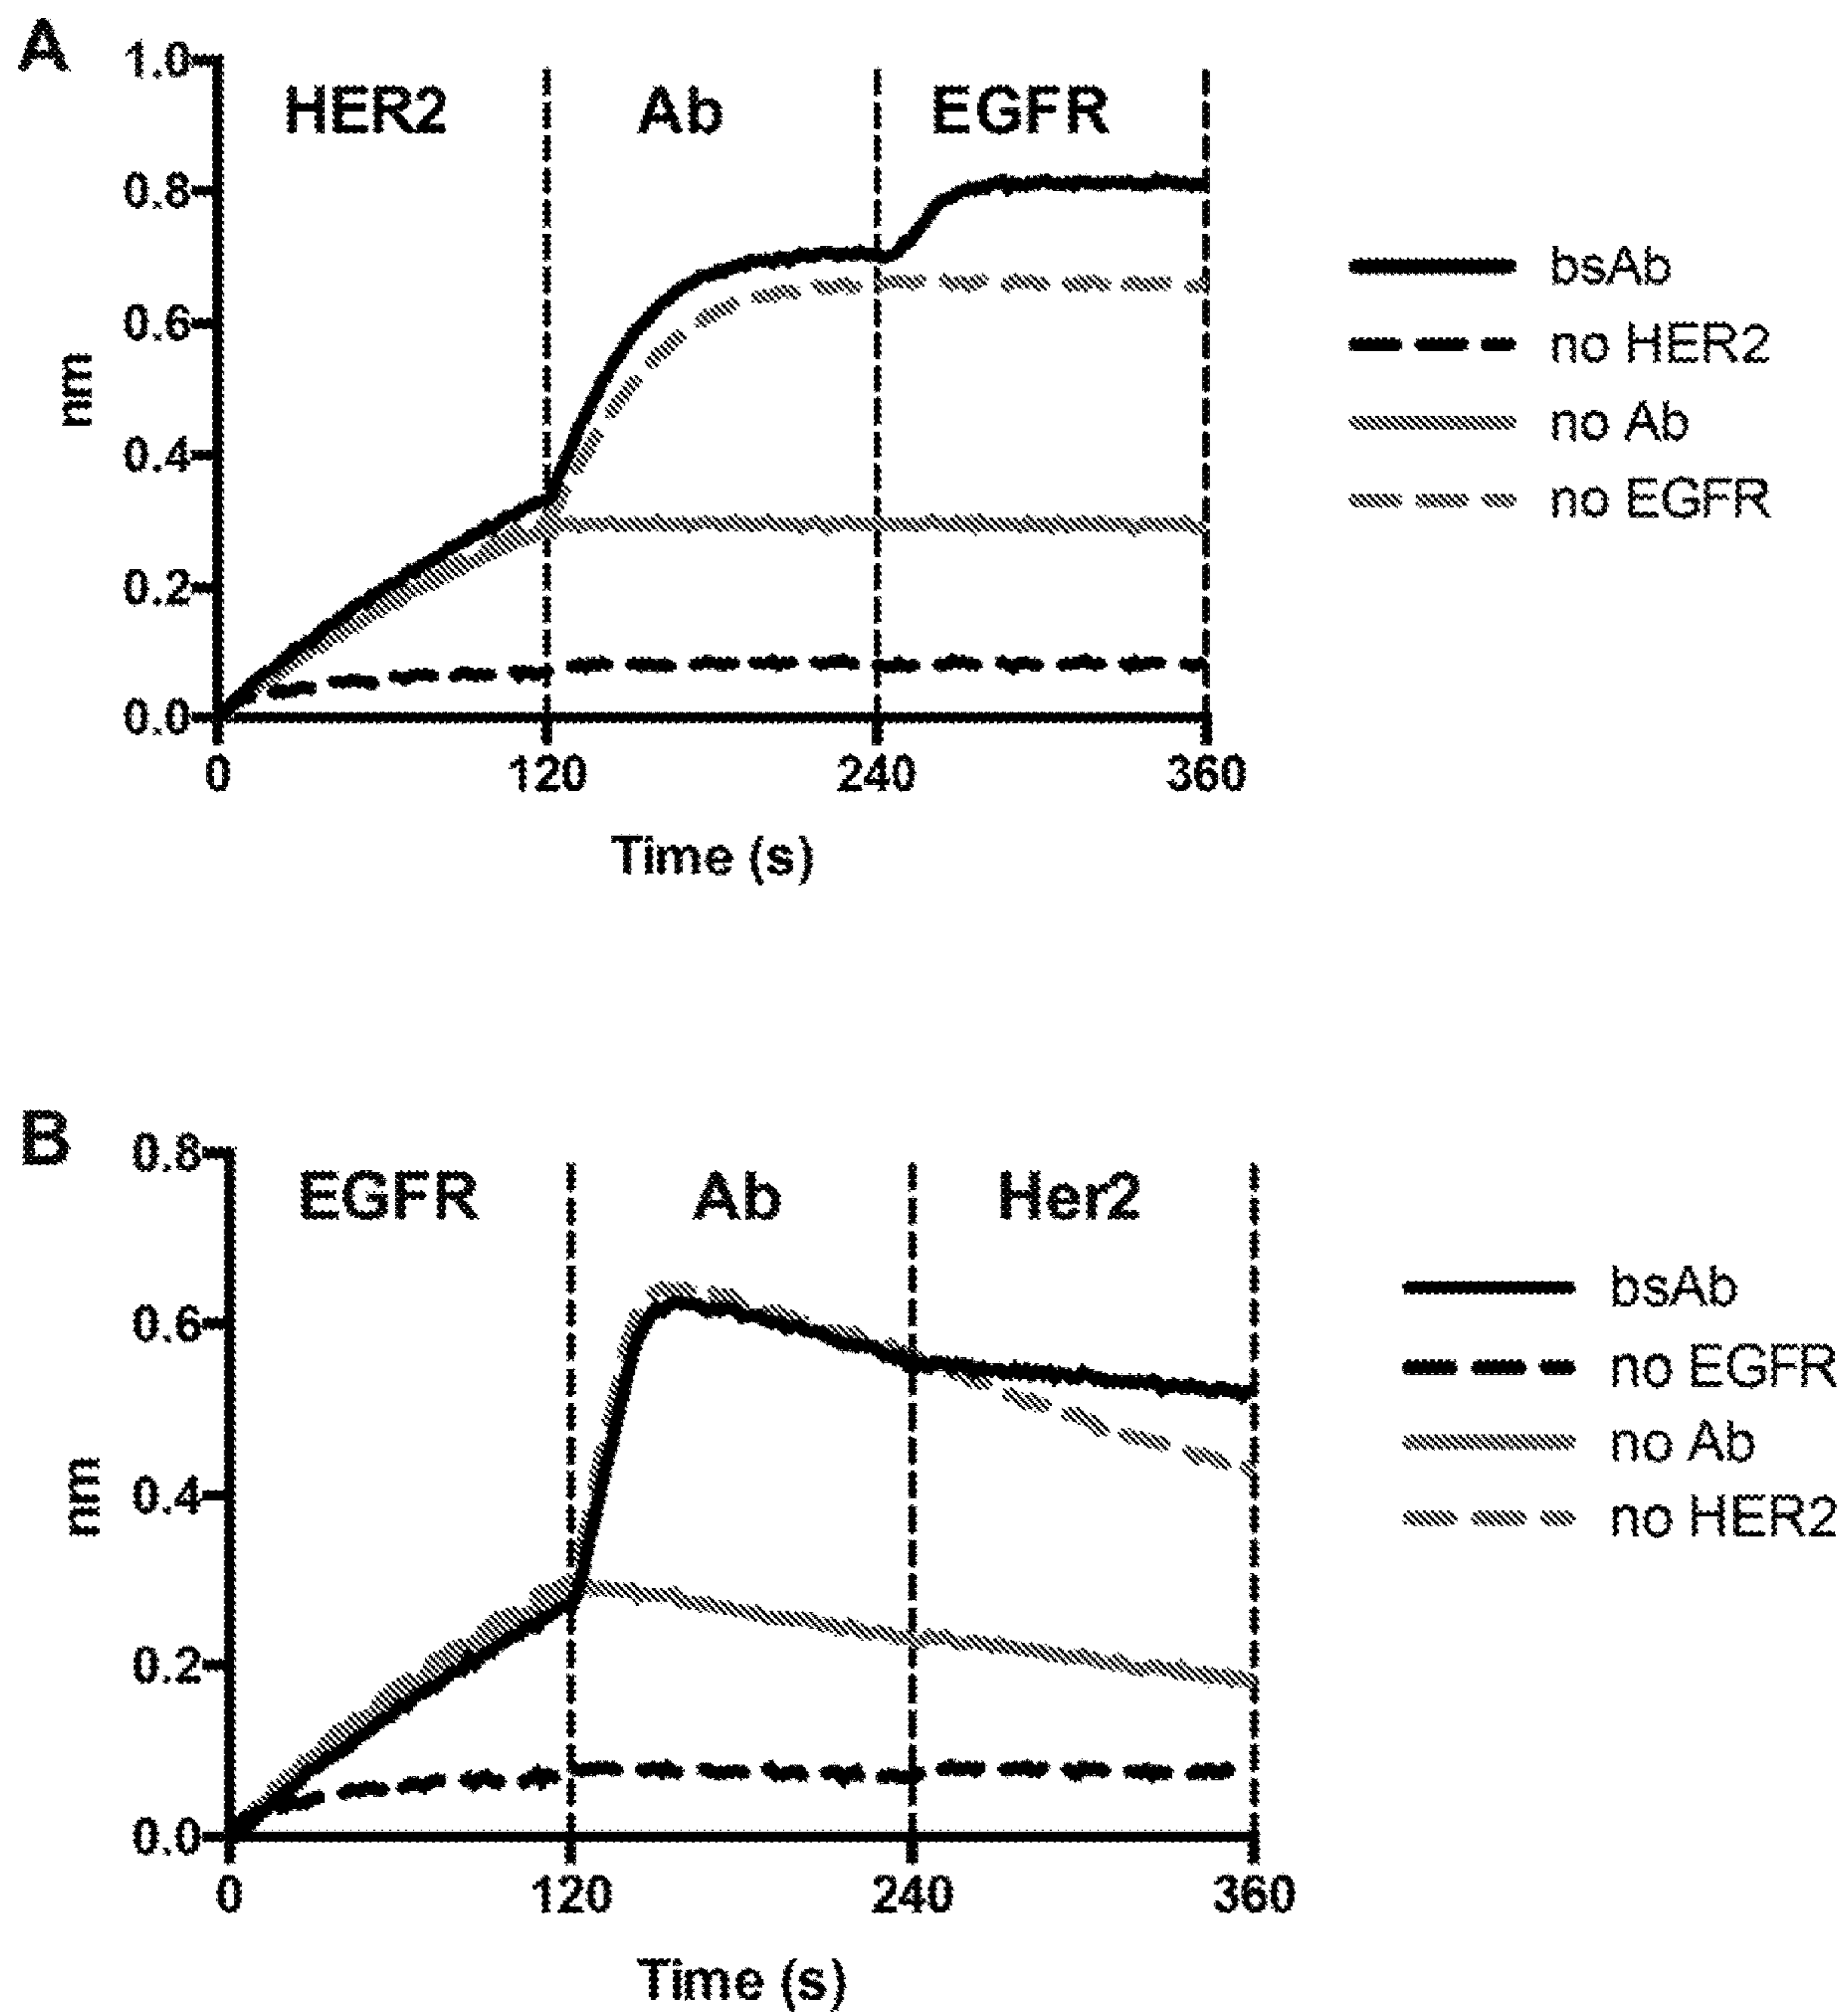 A
1.0
HER2 Ab EGFR
0.8
0.6
0.4
0.2
0.0
nm
0 120 240 360
Time (s)
bsAb
no HER2
no Ab
no EGFR
B
0.8
EGFR Ab Her2
0.6
0.4
0.2
0.0
nm
0 120 240 360
Time (s)
bsAb
no EGFR
no Ab
no HER2